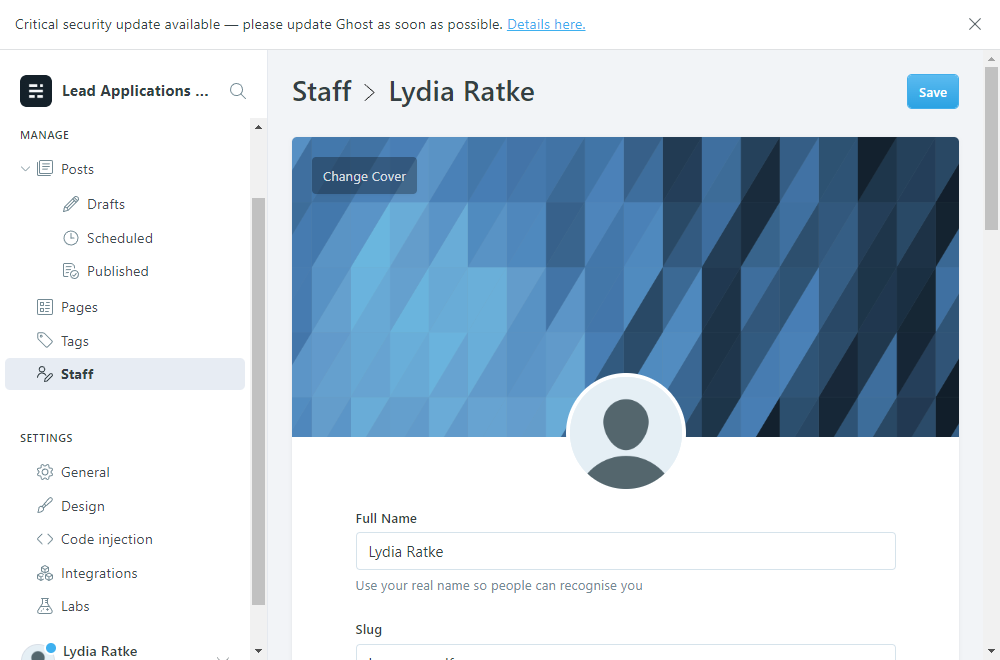 Critical security update available — please update Ghost as soon as possible. Details here.
Lead Applications ...
MANAGE
Posts
Drafts
Scheduled
Published
Pages
Tags
Staff
SETTINGS
General
Design
Code injection
Integrations
Labs
Lydia Ratke
Staff > Lydia Ratke
Save
Change Cover
Full Name
Lydia Ratke
Use your real name so people can recognise you
Slug